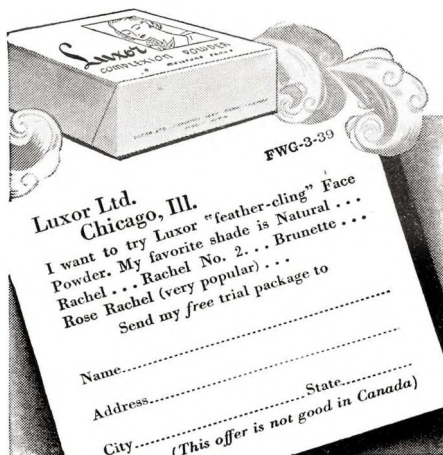 Luxor
COMPLEXION POWDER
FWG-3-39
Luxor Ltd.
Chicago, Ill.
I want to try Luxor "feather-cling" Face
Powder. My favorite shade is Natural . . .
Rachel . . . Rachel No. 2. . . Brunette . . .
Rose Rachel (very popular) . . .
Send my free trial package to
Name
Address
City State
(This offer is not good in Canada)